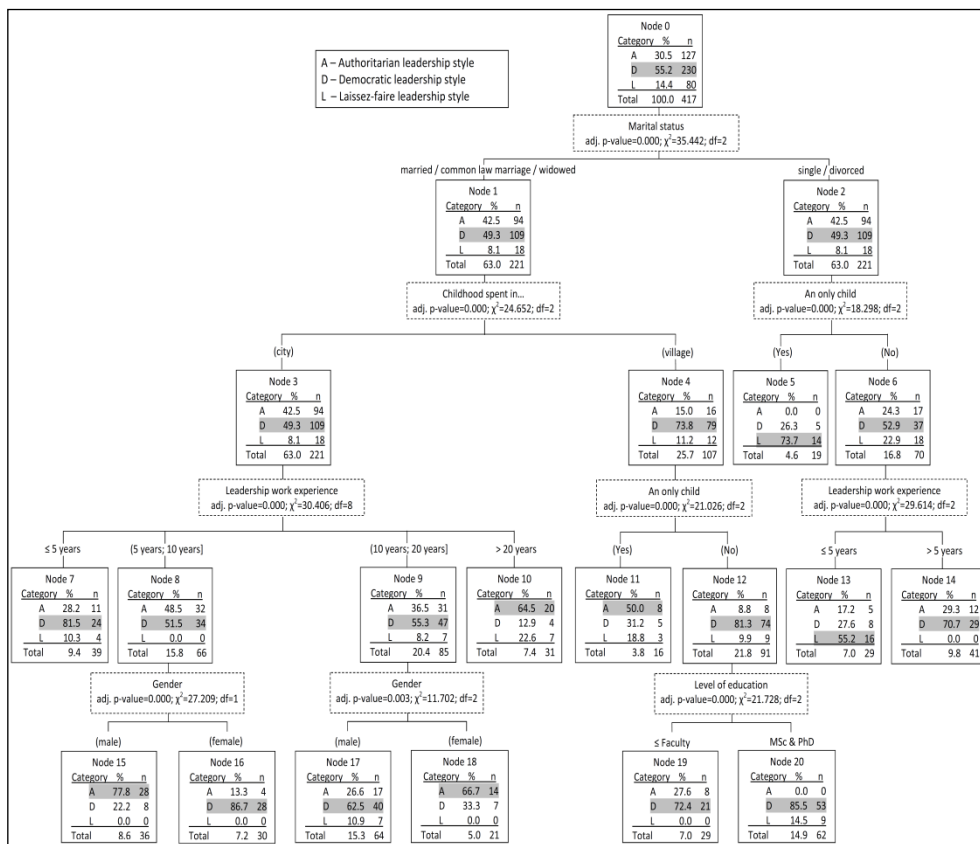 A – Authoritarian leadership style
D – Democratic leadership style
L – Laissez-faire leadership style
Node 0
Category % n
A 30.5 127
D 55.2 230
L 14.4 80
Total 100.0 417
Marital status
adj. p-value=0.000; χ²=35.442; df=2
married / common law marriage / widowed
single / divorced
Node 1
Category % n
A 42.5 94
D 49.3 109
L 8.1 18
Total 63.0 221
Node 2
Category % n
A 42.5 94
D 49.3 109
L 8.1 18
Total 63.0 221
Childhood spent in...
adj. p-value=0.000; χ²=24.652; df=2
An only child
adj. p-value=0.000; χ²=18.298; df=2
(city)
(village)
(Yes)
(No)
Node 3
Category % n
A 42.5 94
D 49.3 109
L 8.1 18
Total 63.0 221
Node 4
Category % n
A 15.0 16
D 73.8 79
L 11.2 12
Total 25.7 107
Node 5
Category % n
A 0.0 0
D 26.3 5
L 73.7 14
Total 4.6 19
Node 6
Category % n
A 24.3 17
D 52.9 37
L 22.9 18
Total 16.8 70
Leadership work experience
adj. p-value=0.000; χ²=30.406; df=8
An only child
adj. p-value=0.000; χ²=21.026; df=2
Leadership work experience
adj. p-value=0.000; χ²=29.614; df=2
≤ 5 years
(5 years; 10 years]
(10 years; 20 years]
> 20 years
(Yes)
(No)
≤ 5 years
> 5 years
Node 7
Category % n
A 28.2 11
D 81.5 24
L 10.3 4
Total 9.4 39
Node 8
Category % n
A 48.5 32
D 51.5 34
L 0.0 0
Total 15.8 66
Node 9
Category % n
A 36.5 31
D 55.3 47
L 8.2 7
Total 20.4 85
Node 10
Category % n
A 64.5 20
D 12.9 4
L 22.6 7
Total 7.4 31
Node 11
Category % n
A 50.0 8
D 31.2 5
L 18.8 3
Total 3.8 16
Node 12
Category % n
A 8.8 8
D 81.3 74
L 9.9 9
Total 21.8 91
Node 13
Category % n
A 17.2 5
D 27.6 8
L 55.2 16
Total 7.0 29
Node 14
Category % n
A 29.3 12
D 70.7 29
L 0.0 0
Total 9.8 41
Gender
adj. p-value=0.000; χ²=27.209; df=1
Gender
adj. p-value=0.003; χ²=11.702; df=2
Level of education
adj. p-value=0.000; χ²=21.728; df=2
(male)
(female)
(male)
(female)
≤ Faculty
MSc & PhD
Node 15
Category % n
A 77.8 28
D 22.2 8
L 0.0 0
Total 8.6 36
Node 16
Category % n
A 13.3 4
D 86.7 28
L 0.0 0
Total 7.2 30
Node 17
Category % n
A 26.6 17
D 62.5 40
L 10.9 7
Total 15.3 64
Node 18
Category % n
A 66.7 14
D 33.3 7
L 0.0 0
Total 5.0 21
Node 19
Category % n
A 27.6 8
D 72.4 21
L 0.0 0
Total 7.0 29
Node 20
Category % n
A 0.0 0
D 85.5 53
L 14.5 9
Total 14.9 62